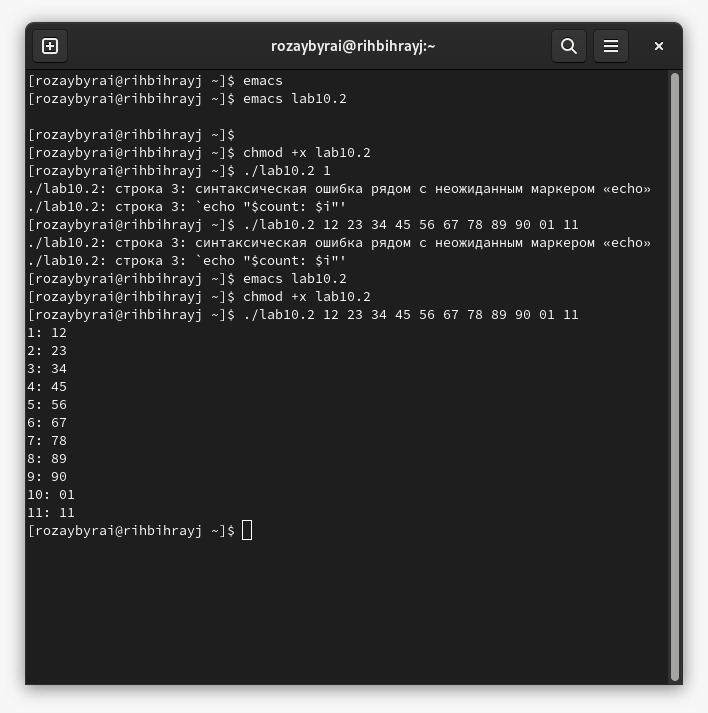 rozaybyrai@rihbihrayj:~
[rozaybyrai@rihbihrayj ~]$ emacs
[rozaybyrai@rihbihrayj ~]$ emacs lab10.2
[rozaybyrai@rihbihrayj ~]$
[rozaybyrai@rihbihrayj ~]$ chmod +x lab10.2
[rozaybyrai@rihbihrayj ~]$ ./lab10.2 1
./lab10.2: строка 3: синтаксическая ошибка рядом с неожиданным маркером «echo»
./lab10.2: строка 3: `echo "$count: $i"'
[rozaybyrai@rihbihrayj ~]$ ./lab10.2 12 23 34 45 56 67 78 89 90 01 11
./lab10.2: строка 3: синтаксическая ошибка рядом с неожиданным маркером «echo»
./lab10.2: строка 3: `echo "$count: $i"'
[rozaybyrai@rihbihrayj ~]$ emacs lab10.2
[rozaybyrai@rihbihrayj ~]$ chmod +x lab10.2
[rozaybyrai@rihbihrayj ~]$ ./lab10.2 12 23 34 45 56 67 78 89 90 01 11
1: 12
2: 23
3: 34
4: 45
5: 56
6: 67
7: 78
8: 89
9: 90
10: 01
11: 11
[rozaybyrai@rihbihrayj ~]$